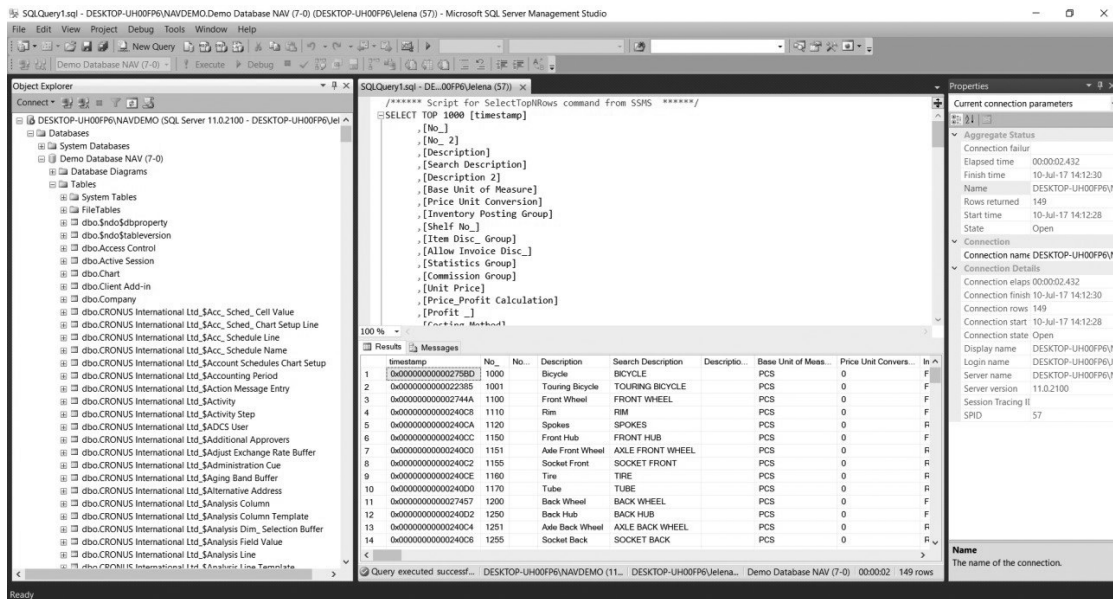 SQLQuery1.sql - DESKTOP-UH00FP6\NAVDEMO.Demo Database NAV (7-0) (DESKTOP-UH00FP6\Jelena (57)) - Microsoft SQL Server Management Studio
File Edit View Project Debug Tools Window Help
New Query
Demo Database NAV (7-0) Execute Debug
Object Explorer
Connect
DESKTOP-UH00FP6\NAVDEMO (SQL Server 11.0.2100 - DESKTOP-UH00FP6\Jel
Databases
System Databases
Demo Database NAV (7-0)
Database Diagrams
Tables
System Tables
FileTables
dbo.$ndo$dbproperty
dbo.$ndo$tableversion
dbo.Access Control
dbo.Active Session
dbo.Chart
dbo.Client Add-in
dbo.Company
dbo.CRONUS International Ltd_$Acc_ Sched_ Cell Value
dbo.CRONUS International Ltd_$Acc_ Sched_ Chart Setup Line
dbo.CRONUS International Ltd_$Acc_ Schedule Line
dbo.CRONUS International Ltd_$Acc_ Schedule Name
dbo.CRONUS International Ltd_$Account Schedules Chart Setup
dbo.CRONUS International Ltd_$Accounting Period
dbo.CRONUS International Ltd_$Action Message Entry
dbo.CRONUS International Ltd_$Activity
dbo.CRONUS International Ltd_$Activity Step
dbo.CRONUS International Ltd_$ADCS User
dbo.CRONUS International Ltd_$Additional Approvers
dbo.CRONUS International Ltd_$Adjust Exchange Rate Buffer
dbo.CRONUS International Ltd_$Administration Cue
dbo.CRONUS International Ltd_$Aging Band Buffer
dbo.CRONUS International Ltd_$Alternative Address
dbo.CRONUS International Ltd_$Analysis Column
dbo.CRONUS International Ltd_$Analysis Column Template
dbo.CRONUS International Ltd_$Analysis Dim_ Selection Buffer
dbo.CRONUS International Ltd_$Analysis Field Value
dbo.CRONUS International Ltd_$Analysis Line
dbo.CRONUS International Ltd_$Analysis Line Template
SQLQuery1.sql - DE...00FP6\Jelena (57))
/****** Script for SelectTopNRows command from SSMS ******/
SELECT TOP 1000 [timestamp]
,[No_]
,[No_ 2]
,[Description]
,[Search Description]
,[Description 2]
,[Base Unit of Measure]
,[Price Unit Conversion]
,[Inventory Posting Group]
,[Shelf No_]
,[Item Disc_ Group]
,[Allow Invoice Disc_]
,[Statistics Group]
,[Commission Group]
,[Unit Price]
,[Price_Profit Calculation]
,[Profit _]
,[Costing Method]
100 %
Results Messages
timestamp No_ No... Description Search Description Descriptio... Base Unit of Meas... Price Unit Convers... In
1 0x00000000000275BD 1000 Bicycle BICYCLE PCS 0 F
2 0x0000000000022385 1001 Touring Bicycle TOURING BICYCLE PCS 0 F
3 0x000000000002744A 1100 Front Wheel FRONT WHEEL PCS 0 F
4 0x00000000000240C8 1110 Rim RIM PCS 0 F
5 0x00000000000240CA 1120 Spokes SPOKES PCS 0 R
6 0x00000000000240CC 1150 Front Hub FRONT HUB PCS 0 F
7 0x00000000000240C0 1151 Axle Front Wheel AXLE FRONT WHEEL PCS 0 R
8 0x00000000000240C2 1155 Socket Front SOCKET FRONT PCS 0 R
9 0x00000000000240CE 1160 Tire TIRE PCS 0 R
10 0x00000000000240D0 1170 Tube TUBE PCS 0 R
11 0x0000000000027457 1200 Back Wheel BACK WHEEL PCS 0 F
12 0x00000000000240D2 1250 Back Hub BACK HUB PCS 0 F
13 0x00000000000240C4 1251 Axle Back Wheel AXLE BACK WHEEL PCS 0 R
14 0x00000000000240C6 1255 Socket Back SOCKET BACK PCS 0 R
Query executed successf... DESKTOP-UH00FP6\NAVDEMO (11... DESKTOP-UH00FP6\Jelena... Demo Database NAV (7-0) 00:00:02 149 rows
Properties
Current connection parameters
Aggregate Status
Connection failur
Elapsed time 00:00:02.432
Finish time 10-Jul-17 14:12:30
Name DESKTOP-UH00FP6\N
Rows returned 149
Start time 10-Jul-17 14:12:28
State Open
Connection
Connection name DESKTOP-UH00FP6\N
Connection Details
Connection elaps 00:00:02.432
Connection finish 10-Jul-17 14:12:30
Connection rows 149
Connection start 10-Jul-17 14:12:28
Connection state Open
Display name DESKTOP-UH00FP6\N
Login name DESKTOP-UH00FP6\J
Server name DESKTOP-UH00FP6\N
Server version 11.0.2100
Session Tracing ID
SPID 57
Name
The name of the connection.
Ready